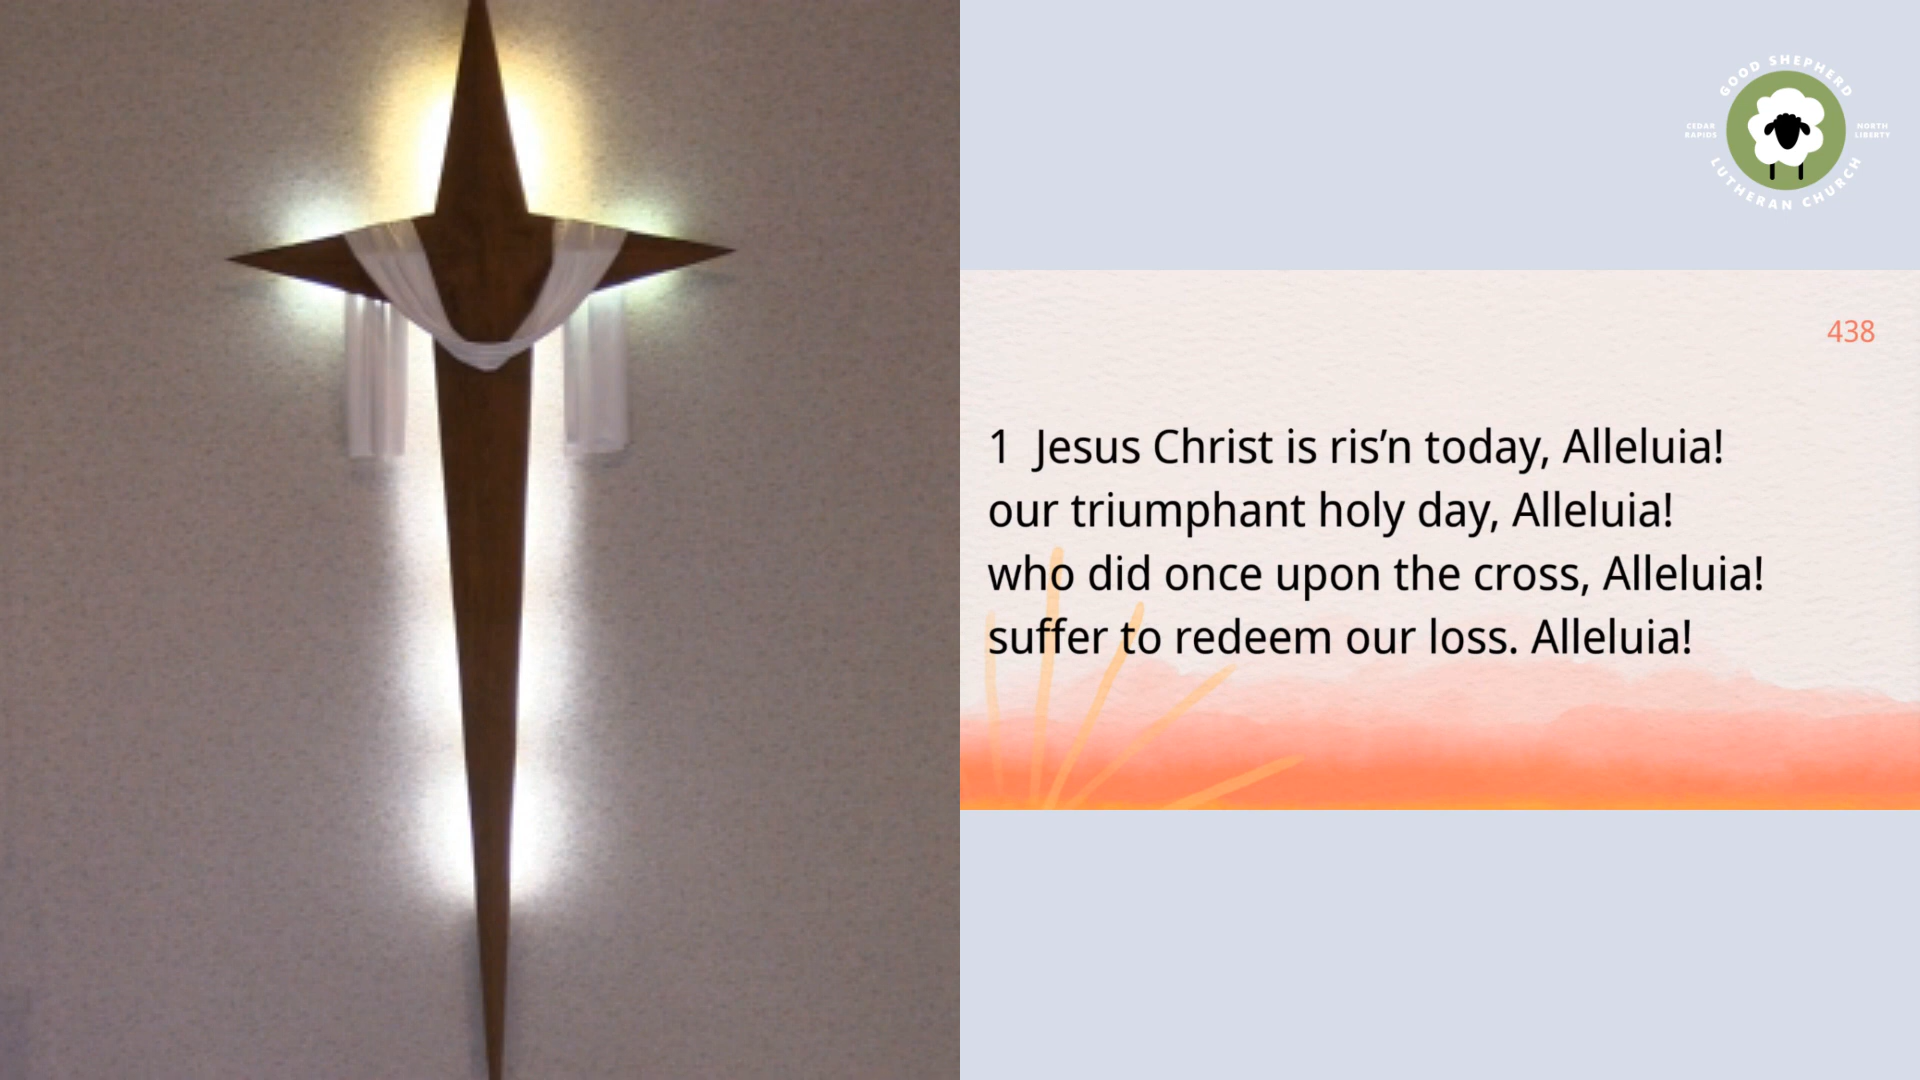 GOOD SHEPHERD
CEDAR RAPIDS
NORTH LIBERTY
LUTHERAN CHURCH
438
1 Jesus Christ is ris’n today, Alleluia!
our triumphant holy day, Alleluia!
who did once upon the cross, Alleluia!
suffer to redeem our loss. Alleluia!